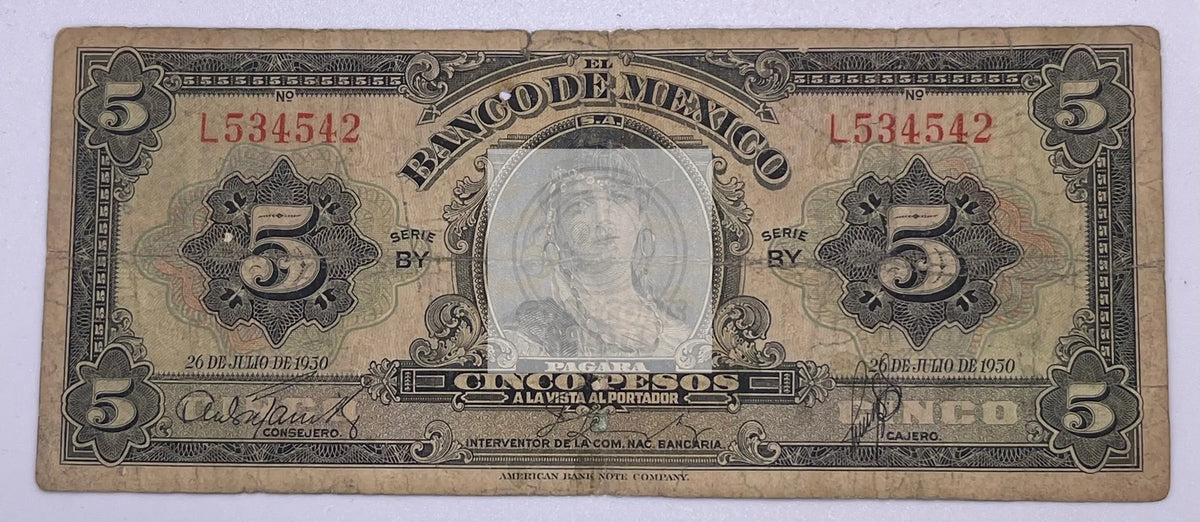 EL
BANCO DE MEXICO
S.A.
5
5
Nº
L534542
Nº
L534542
5
5
SERIE
BY
SERIE
BY
26 DE JULIO DE 1950
26 DE JULIO DE 1950
PAGARA
CINCO PESOS
A LA VISTA AL PORTADOR
5
5
CINCO
CONSEJERO.
INTERVENTOR DE LA COM. NAC. BANCARIA
CAJERO.
AMERICAN BANK NOTE COMPANY.